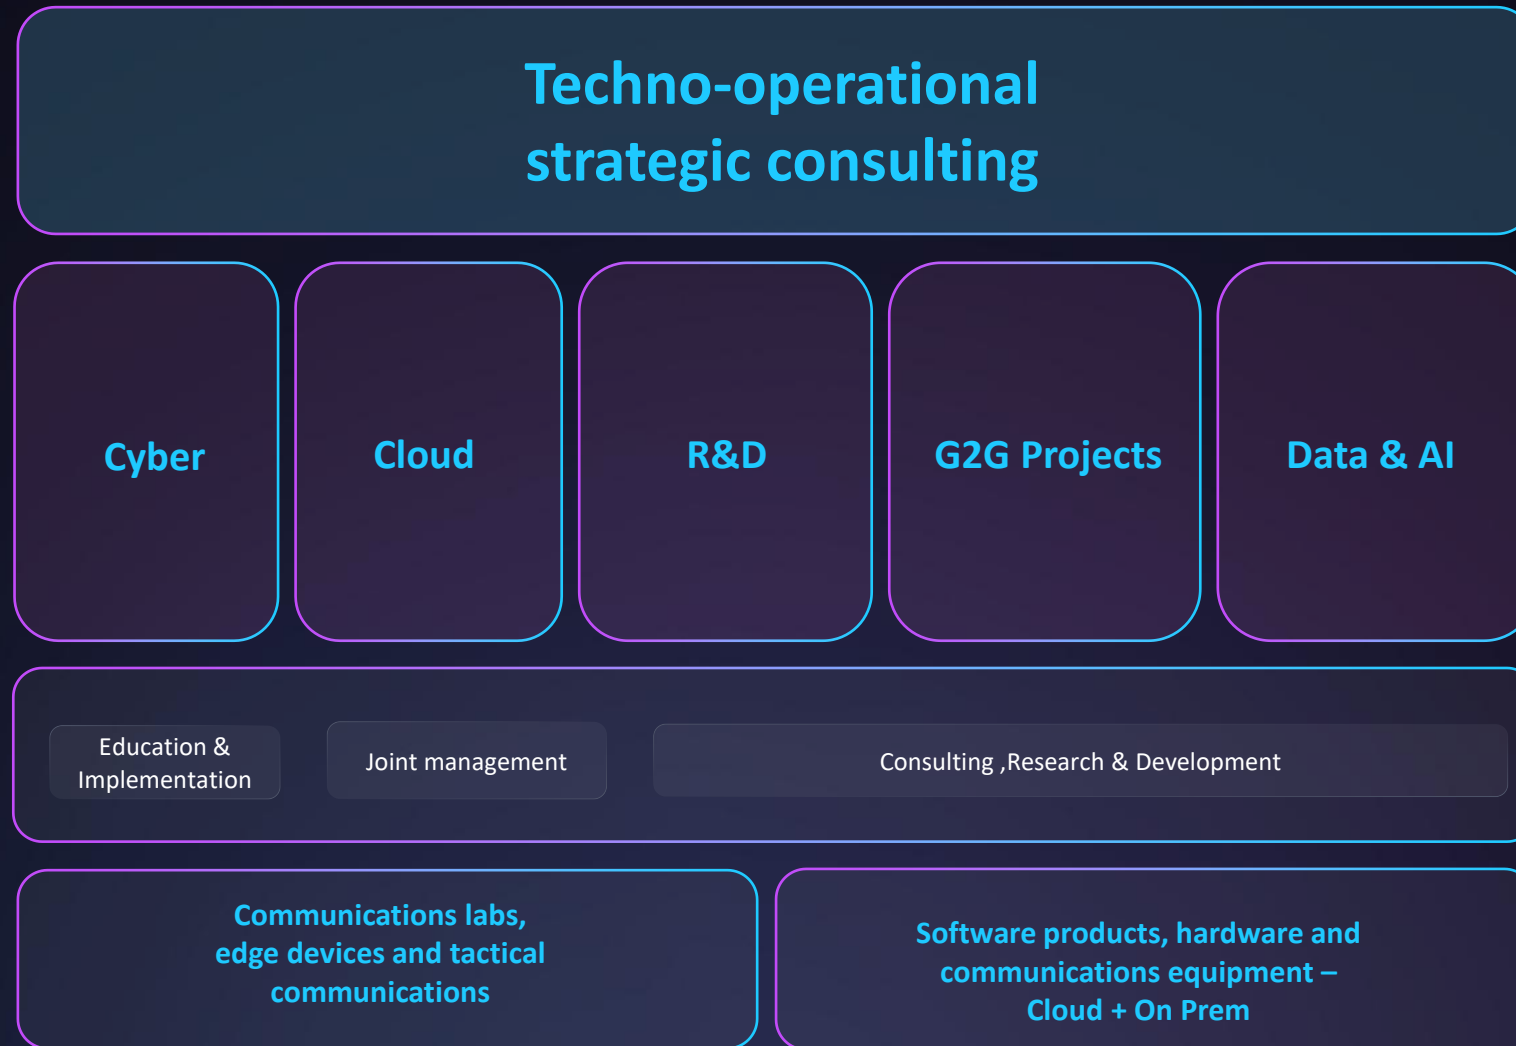 Techno-operational
strategic consulting
Cyber
Cloud
R&D
G2G Projects
Data & AI
Education &
Implementation
Joint management
Consulting ,Research & Development
Communications labs,
edge devices and tactical
communications
Software products, hardware and
communications equipment –
Cloud + On Prem